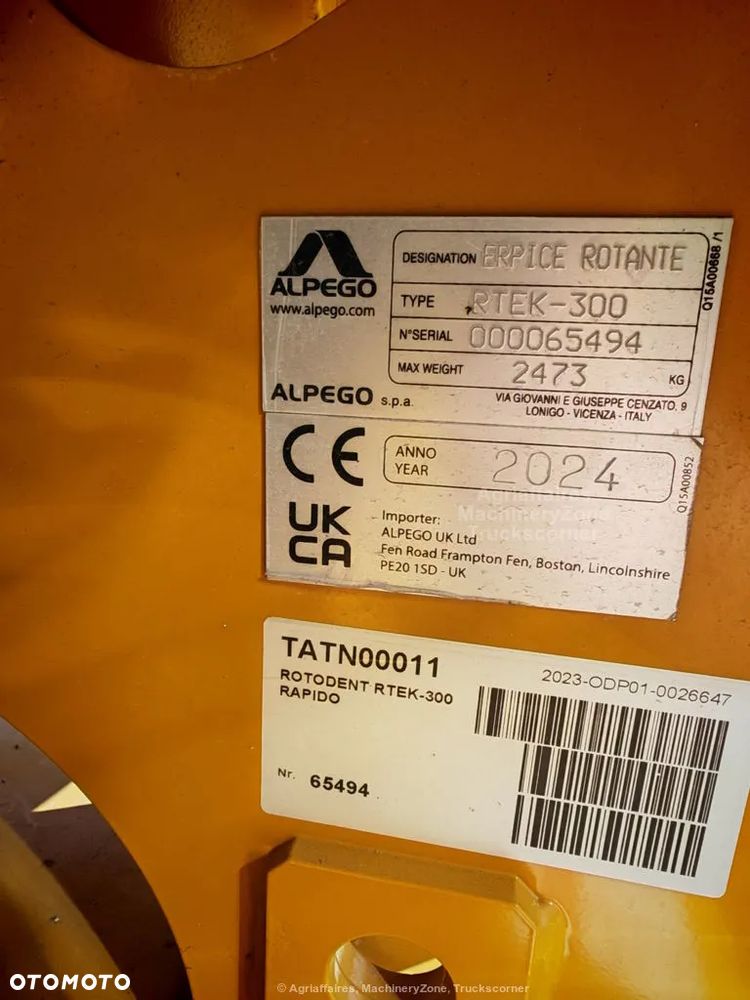 ALPEGO
www.alpego.com
DESIGNATION ERPICE ROTANTE
TYPE RTEK-300
N°SERIAL 000065494
MAX WEIGHT 2473 KG
ALPEGO s.p.a.
VIA GIOVANNI E GIUSEPPE CENZATO, 9
LONIGO - VICENZA - ITALY
Q15A00668 /1
CE
ANNO
YEAR 2024
Q15A00852
UK
CA
Importer:
ALPEGO UK Ltd
Fen Road Frampton Fen, Boston, Lincolnshire
PE20 1SD - UK
Agriaffaires
MachineryZone
Truckscorner
TATN00011
2023-ODP01-0026647
ROTODENT RTEK-300
RAPIDO
Nr. 65494
OTOMOTO
© Agriaffaires, MachineryZone, Truckscorner